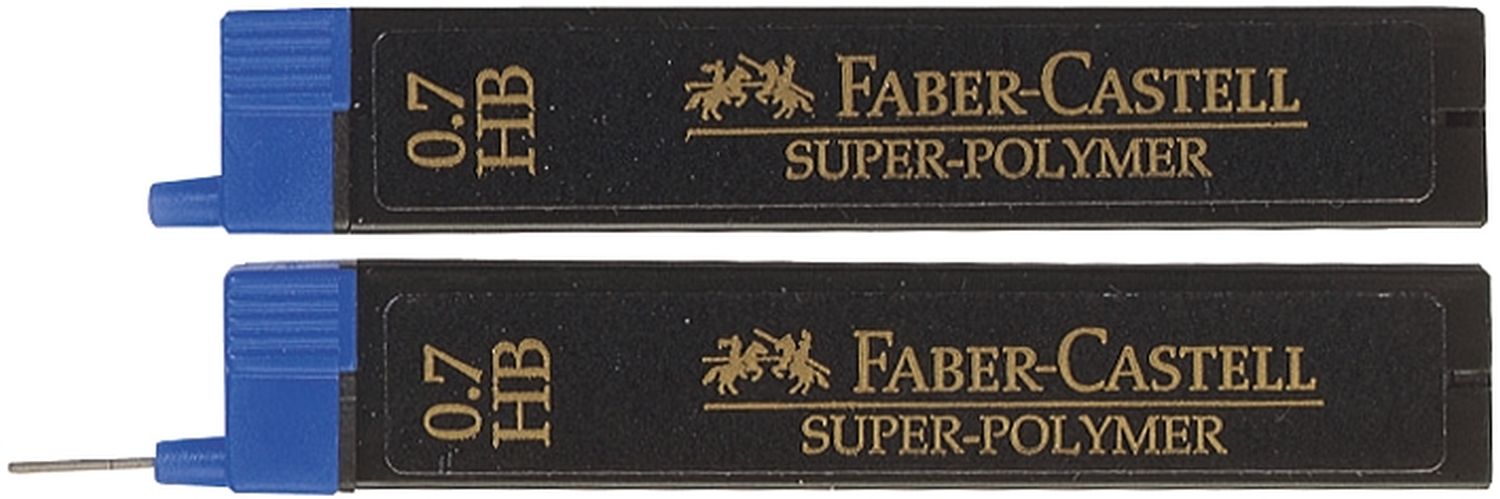 0.7
HB
FABER-CASTELL
SUPER-POLYMER
0.7
HB
FABER-CASTELL
SUPER-POLYMER